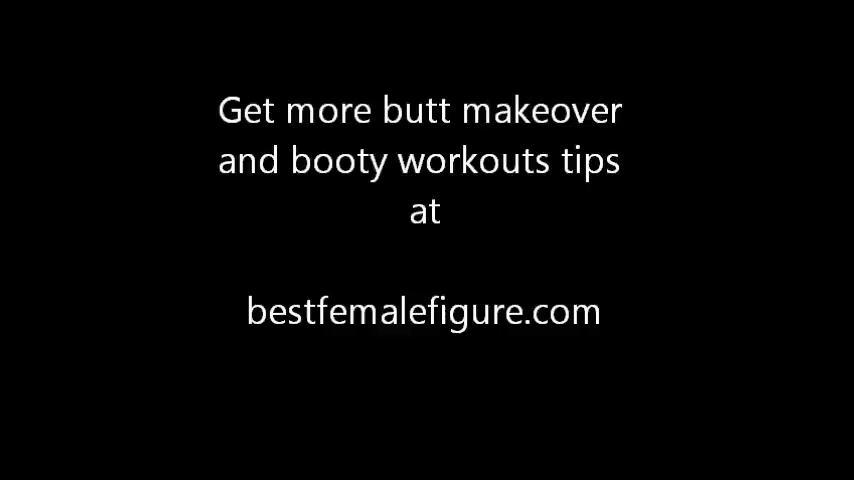 Get more butt makeover
and booty workouts tips
at
bestfemalefigure.com